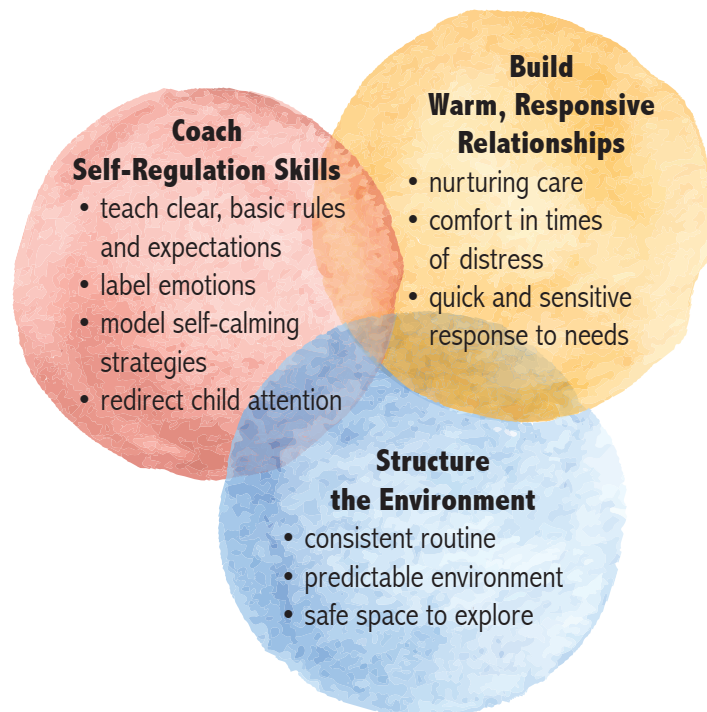 Coach
Self-Regulation Skills
• teach clear, basic rules
and expectations
• label emotions
• model self-calming
strategies
• redirect child attention
Build
Warm, Responsive
Relationships
• nurturing care
• comfort in times
of distress
• quick and sensitive
response to needs
Structure
the Environment
• consistent routine
• predictable environment
• safe space to explore